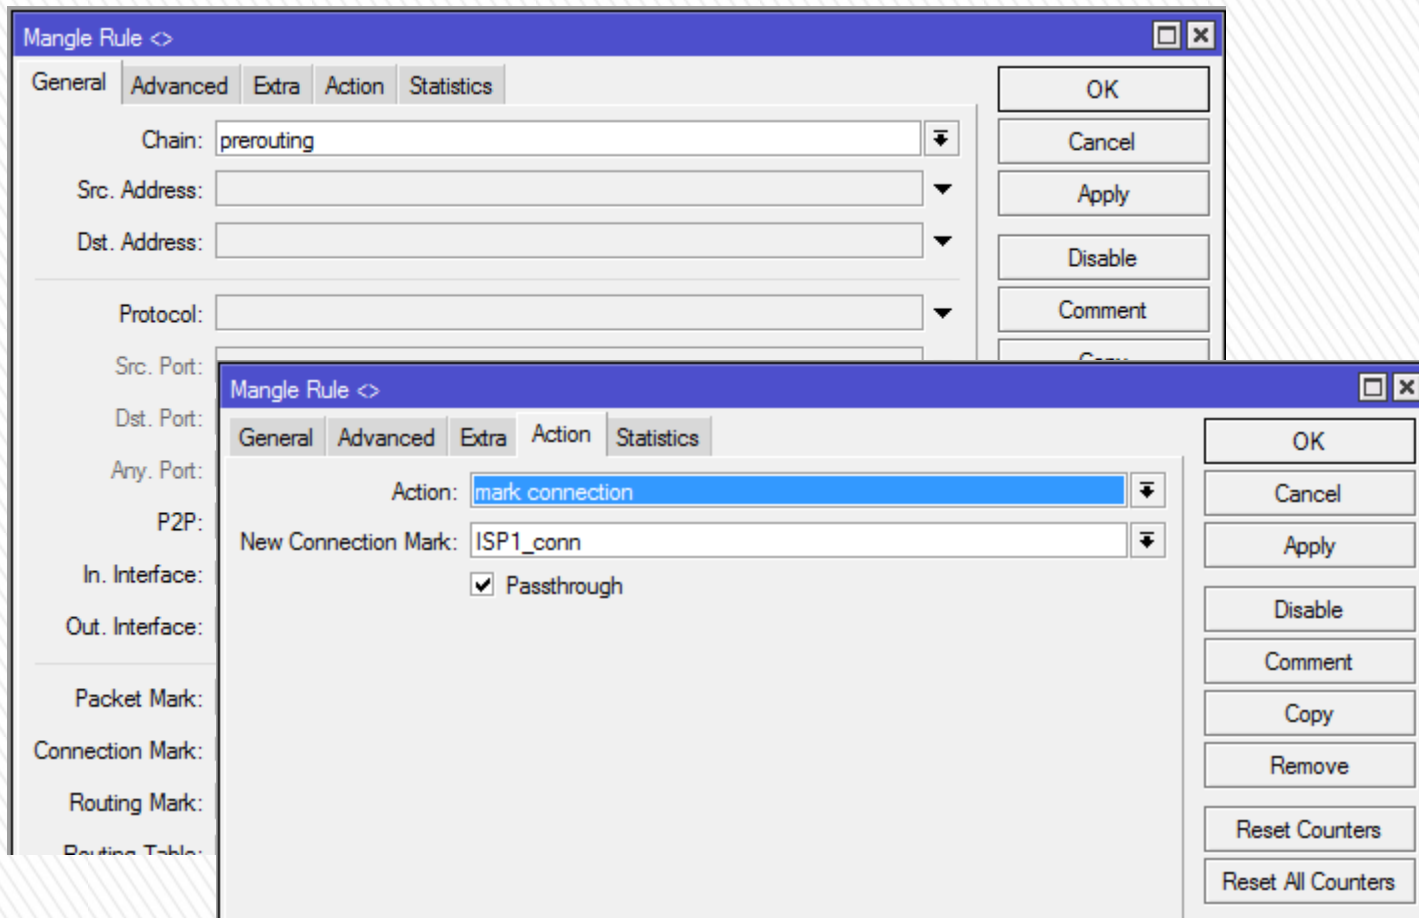 Mangle Rule <>
General Advanced Extra Action Statistics
Chain: prerouting
Src. Address:
Dst. Address:
Protocol:
Src. Port:
Dst. Port:
Any. Port:
P2P:
In. Interface:
Out. Interface:
Packet Mark:
Connection Mark:
Routing Mark:
Routing Table:
OK
Cancel
Apply
Disable
Comment
Copy
Mangle Rule <>
General Advanced Extra Action Statistics
Action: mark connection
New Connection Mark: ISP1_conn
Passthrough
OK
Cancel
Apply
Disable
Comment
Copy
Remove
Reset Counters
Reset All Counters